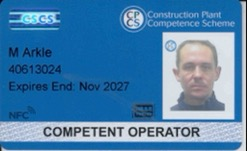 CSCS
CPCS
Construction Plant
Competence Scheme
M Arkle
40613024
Expires End: Nov 2027
NFC
COMPETENT OPERATOR